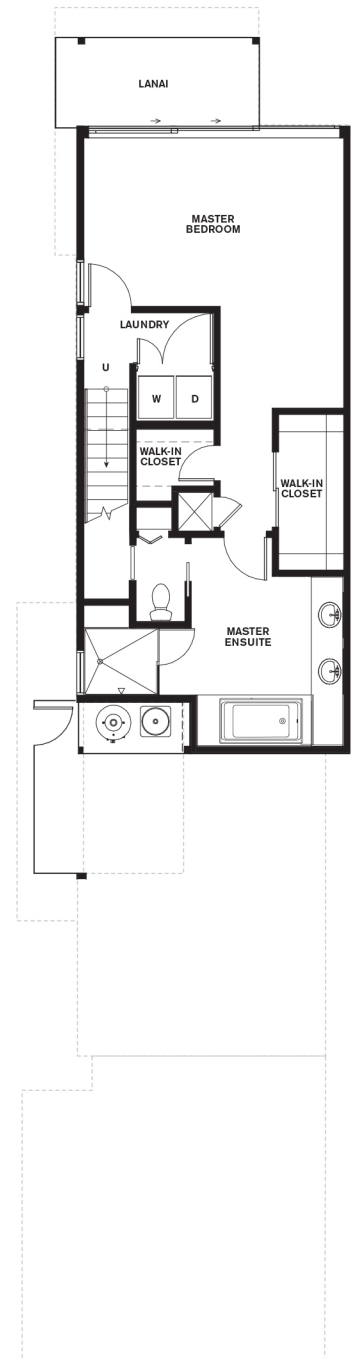 LANAI
MASTER
BEDROOM
LAUNDRY
U
W
D
WALK-IN
CLOSET
WALK-IN
CLOSET
MASTER
ENSUITE